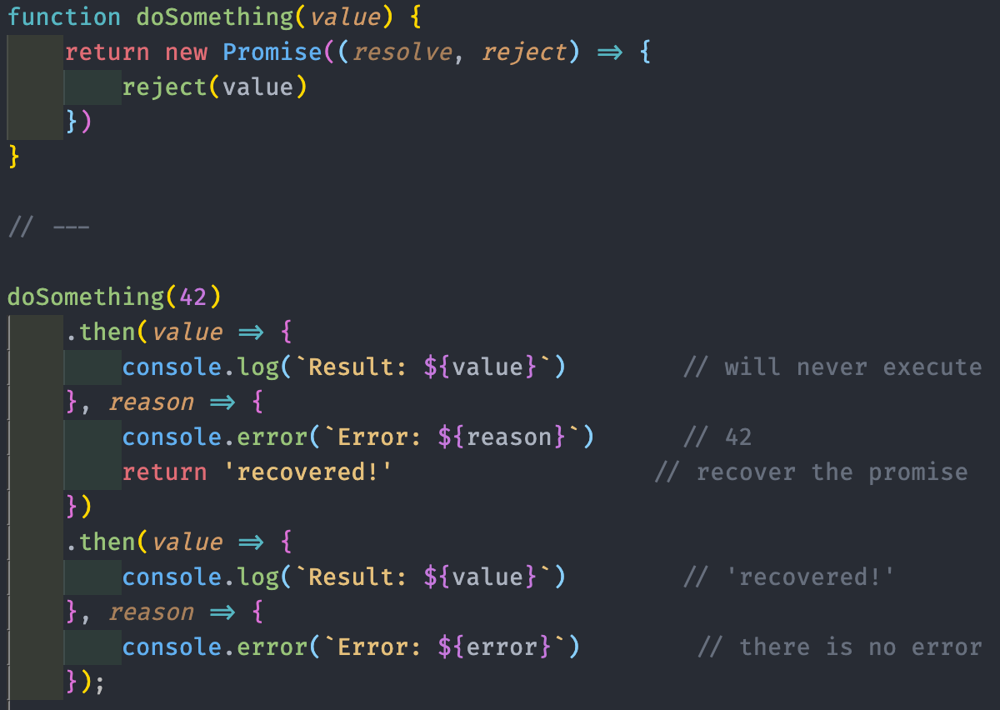 function doSomething(value) {
    return new Promise((resolve, reject) => {
        reject(value)
    })
}
// ---
doSomething(42)
    .then(value => {
        console.log(`Result: ${value}`)        // will never execute
    }, reason => {
        console.error(`Error: ${reason}`)      // 42
        return 'recovered!'                  // recover the promise
    })
    .then(value => {
        console.log(`Result: ${value}`)        // 'recovered!'
    }, reason => {
        console.error(`Error: ${error}`)        // there is no error
    });